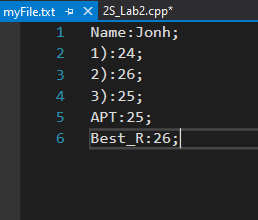 myFile.txt 2S_Lab2.cpp*
1 Name:Jonh;
2 1):24;
3 2):26;
4 3):25;
5 APT:25;
6 Best_R:26;